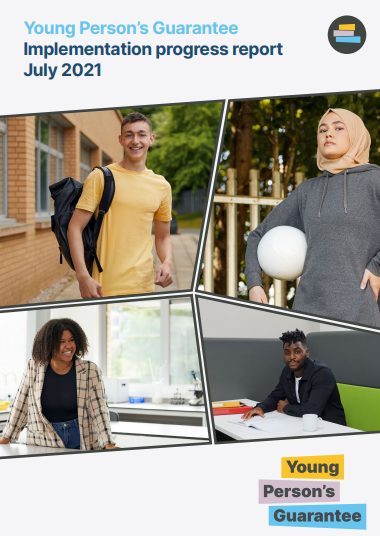 Young Person’s Guarantee
Implementation progress report
July 2021
Young
Person’s
Guarantee